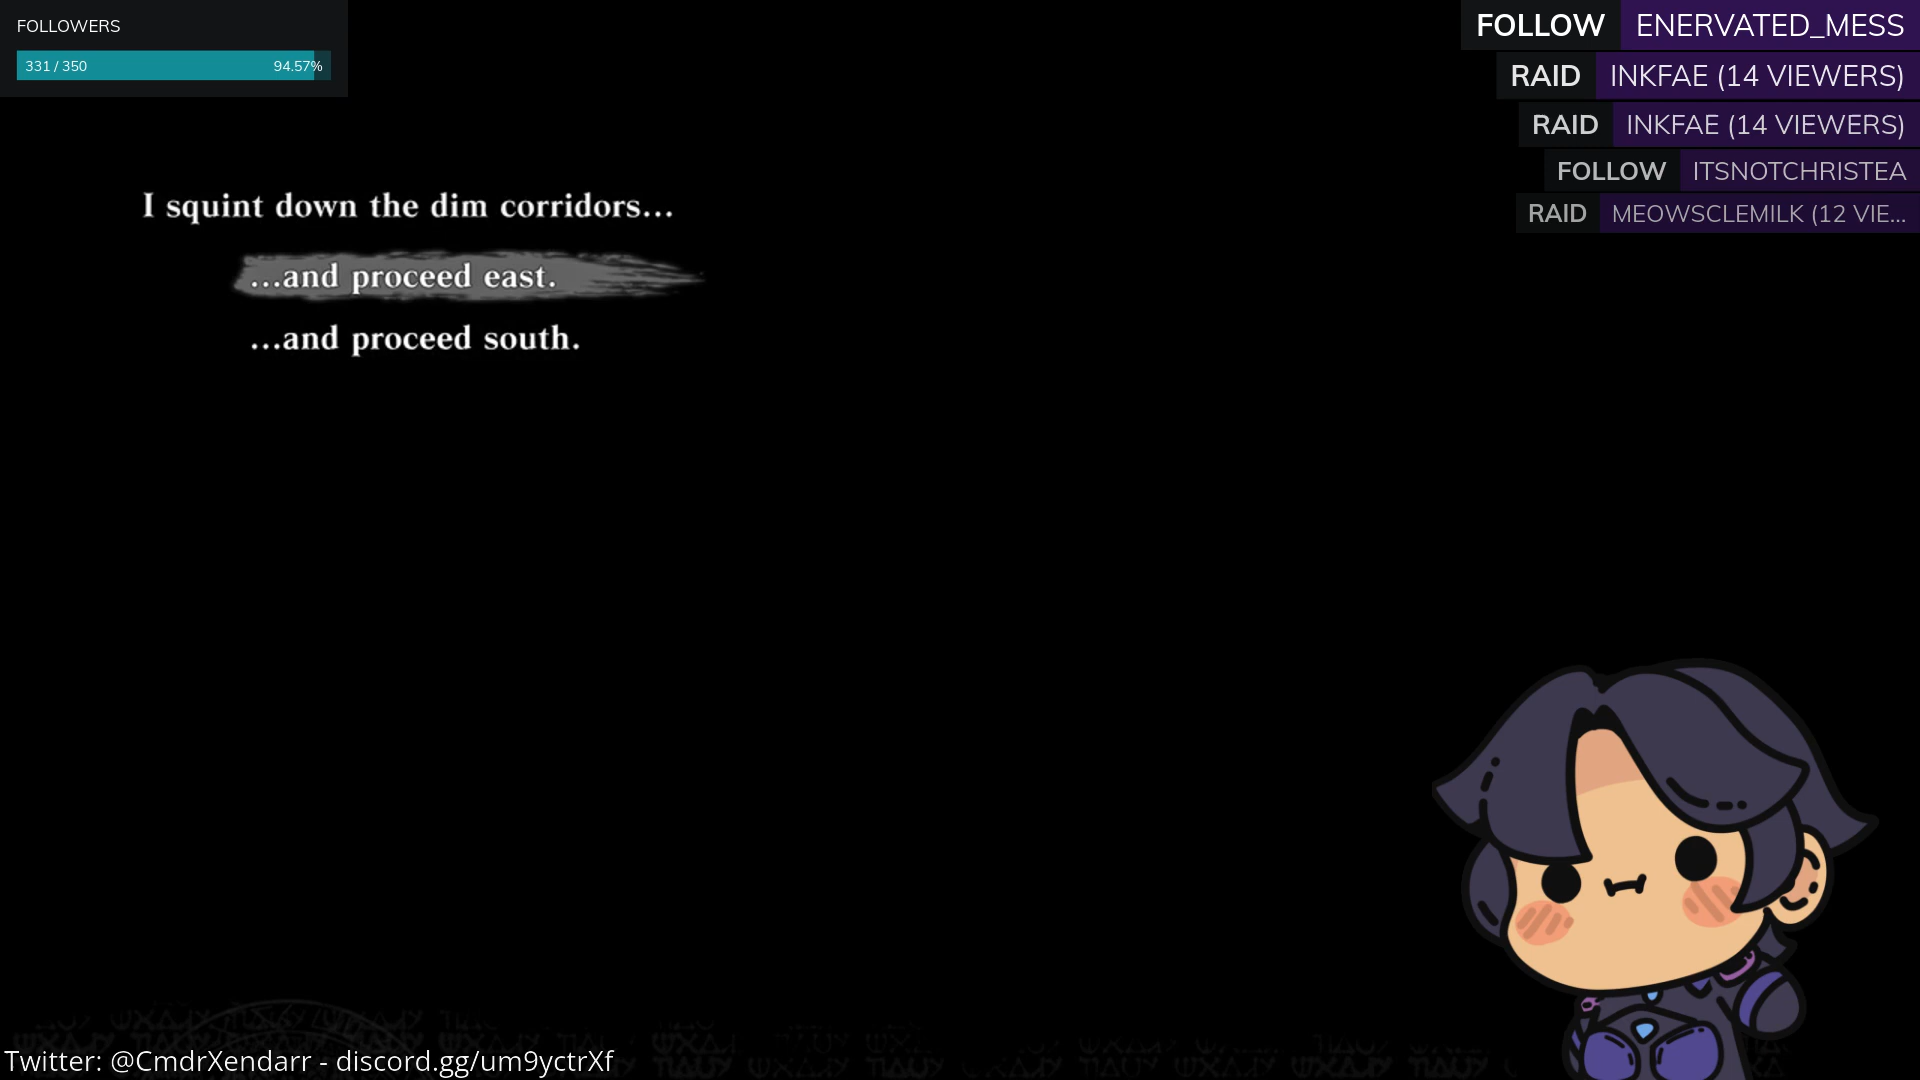 FOLLOWERS
331 / 350 94.57%
FOLLOW ENERVATED_MESS
RAID INKFAE (14 VIEWERS)
RAID INKFAE (14 VIEWERS)
FOLLOW ITSNOTCHRISTEA
RAID MEOWSCLEMILK (12 VIE...
I squint down the dim corridors...
...and proceed east.
...and proceed south.
Twitter: @CmdrXendarr - discord.gg/um9yctrXf